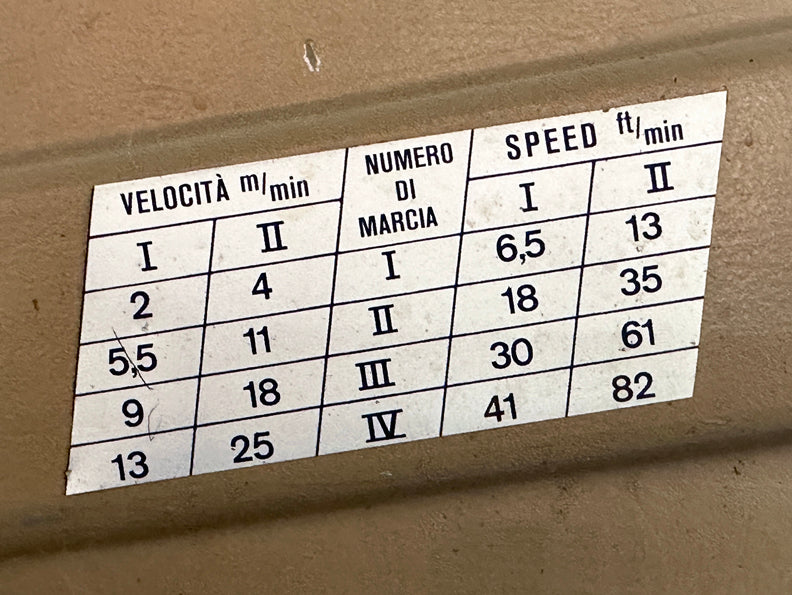 VELOCITÀ m/min NUMERO DI MARCIA SPEED ft/min
I II I II
2 4 I 6,5 13
5,5 11 II 18 35
9 18 III 30 61
13 25 IV 41 82